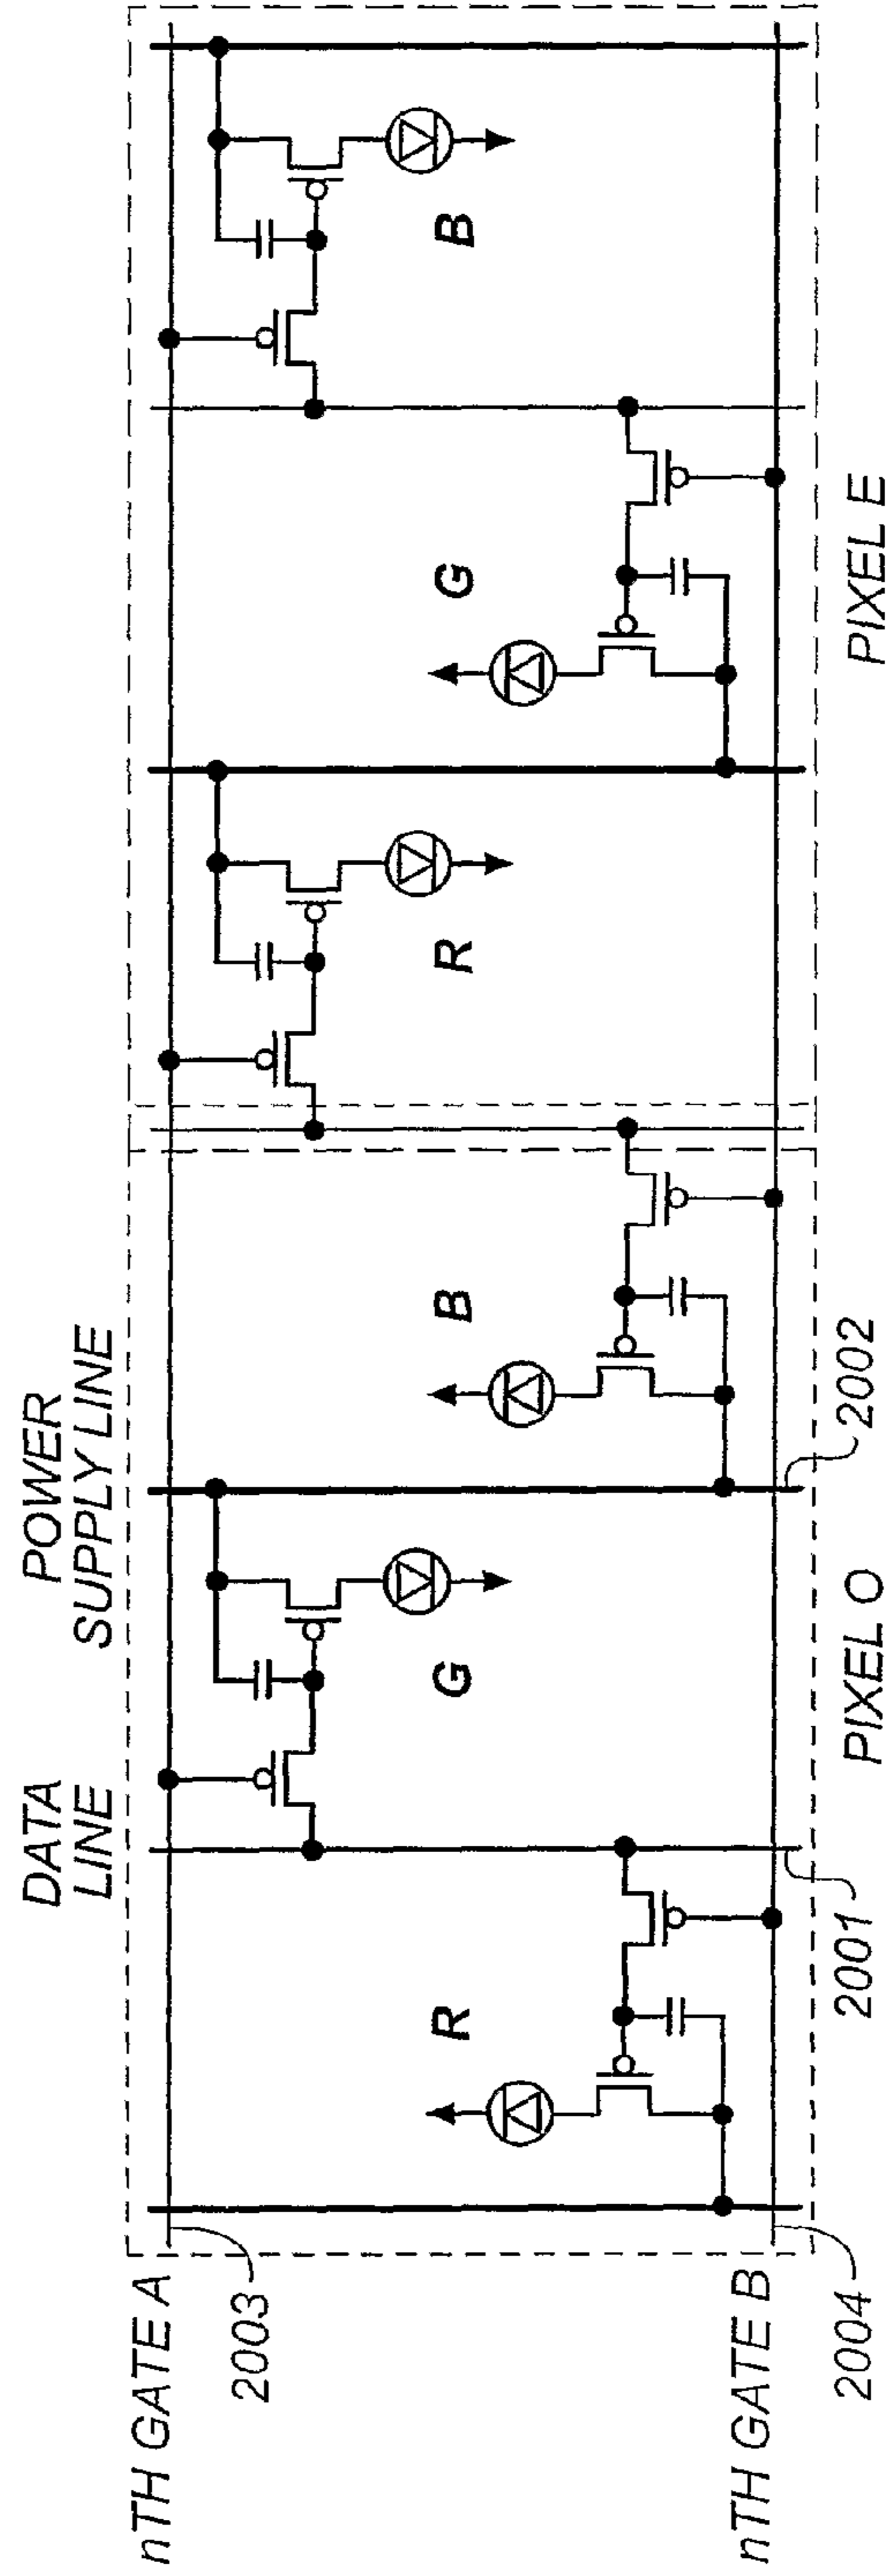 POWER
SUPPLY LINE
DATA
LINE
nTH GATE A
2003
R
G
B
R
G
B
nTH GATE B
2004
2001
2002
PIXEL O
PIXEL E